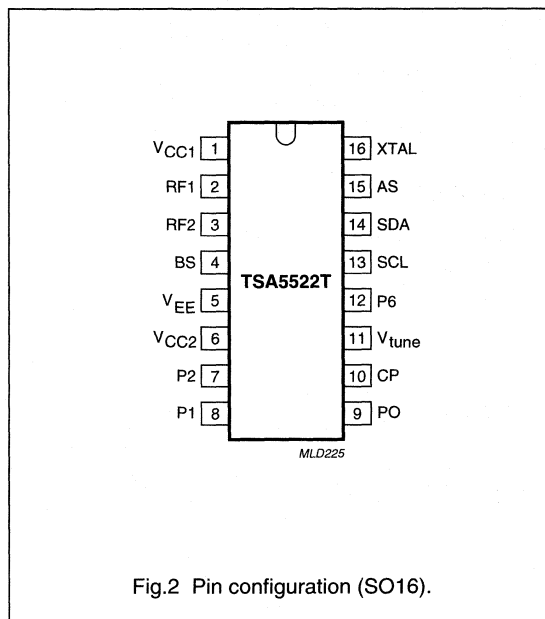 VCC1 1 16 XTAL
RF1 2 15 AS
RF2 3 14 SDA
BS 4 13 SCL
TSA5522T
VEE 5 12 P6
VCC2 6 11 Vtune
P2 7 10 CP
P1 8 9 PO
MLD225
Fig.2 Pin configuration (SO16).